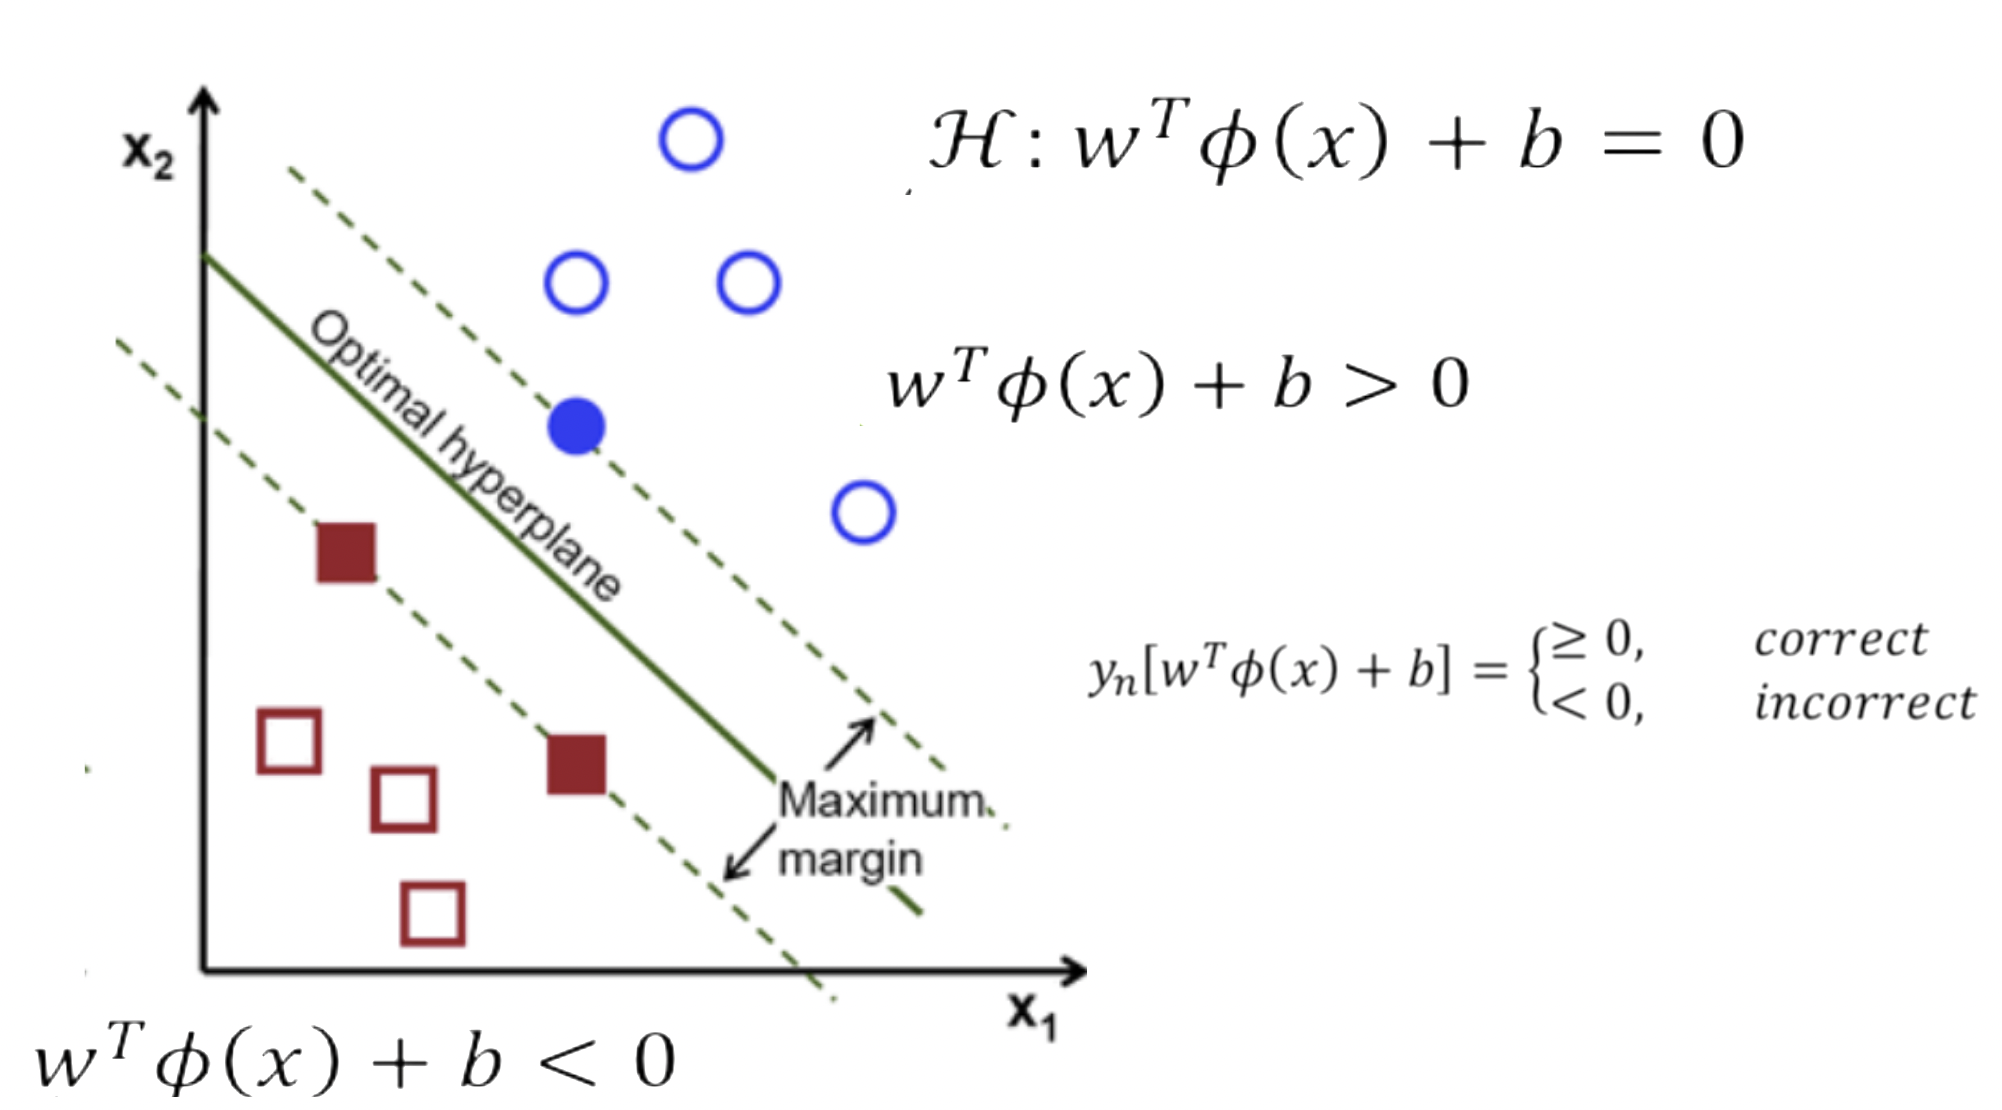 x₂
ℋ: wᵀϕ(x) + b = 0
Optimal hyperplane
wᵀϕ(x) + b > 0
yₙ[wᵀϕ(x) + b] = { ≥ 0, correct
< 0, incorrect
Maximum
margin
x₁
wᵀϕ(x) + b < 0